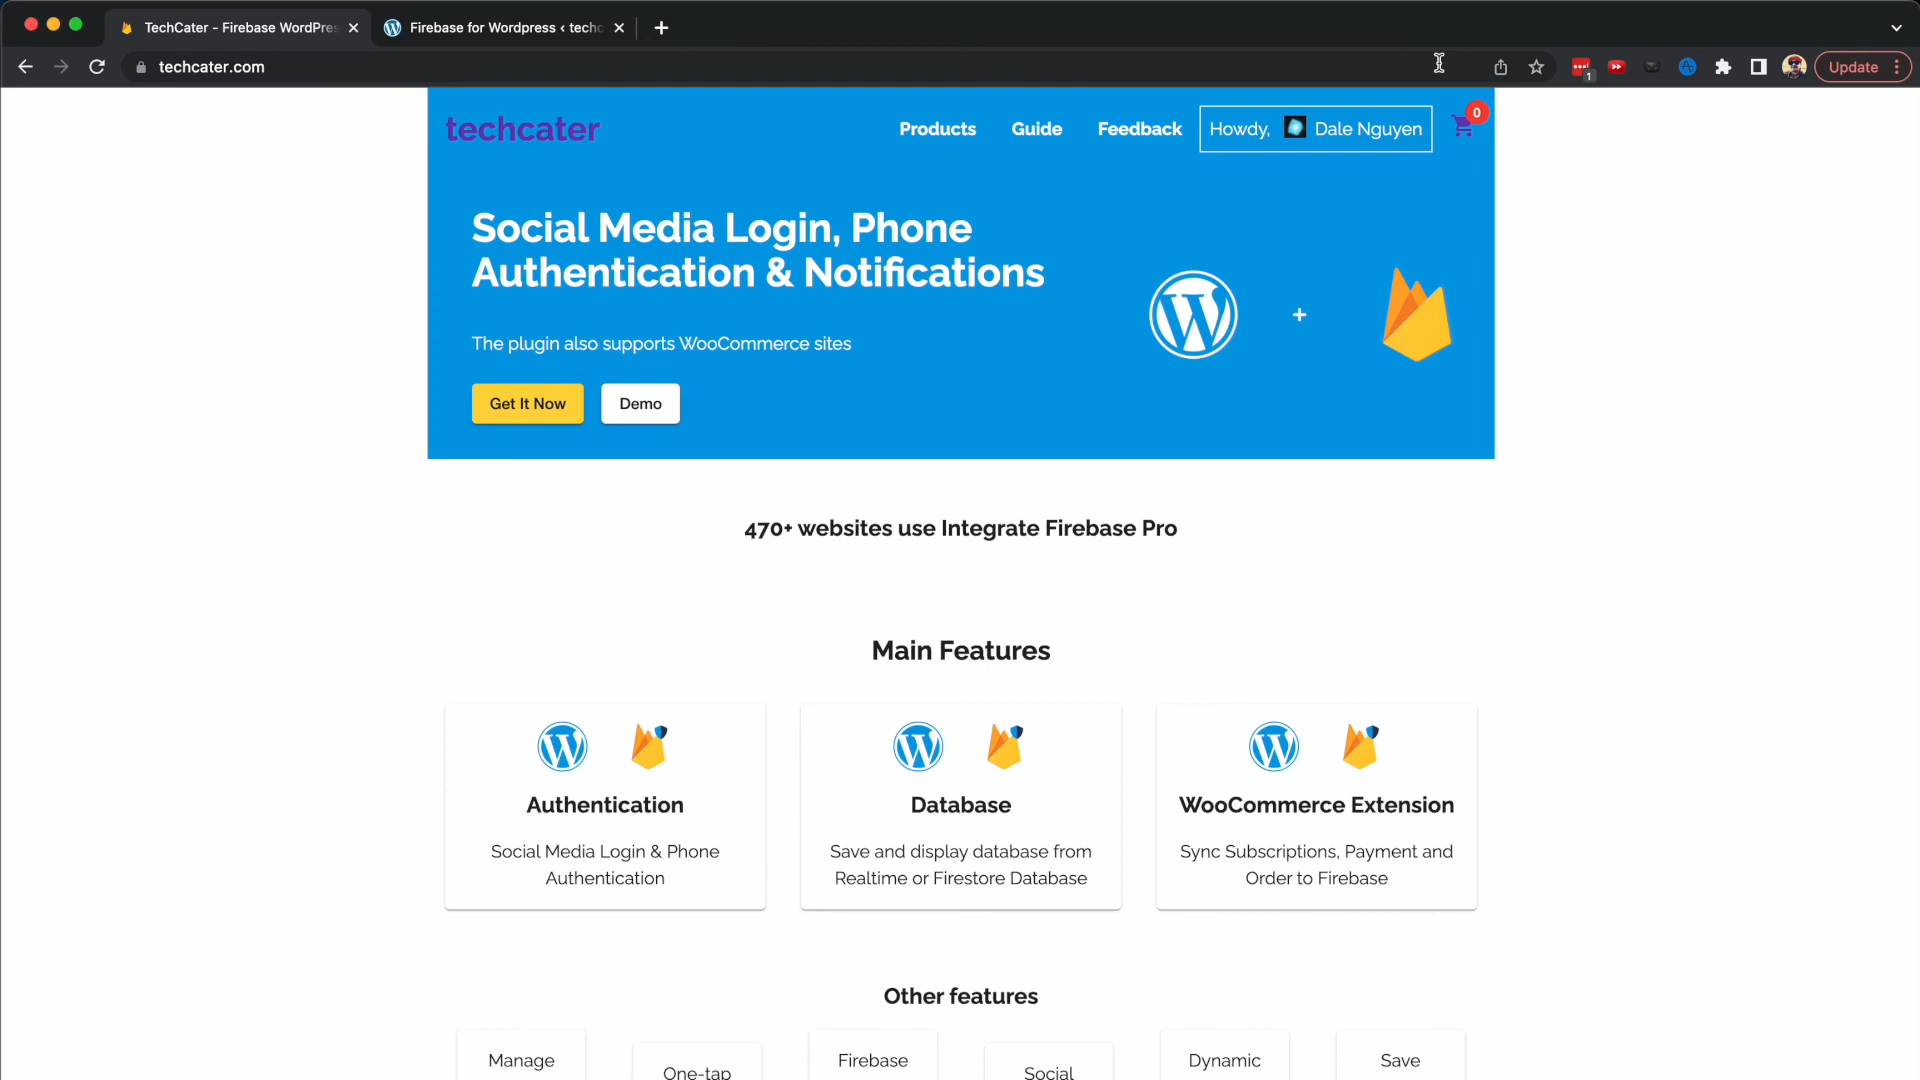 TechCater - Firebase WordPres
Firebase for Wordpress ‹ techc
techcater.com
1
Update
techcater
Products
Guide
Feedback
Howdy, Dale Nguyen
0
Social Media Login, Phone
Authentication & Notifications
The plugin also supports WooCommerce sites
+
Get It Now
Demo
470+ websites use Integrate Firebase Pro
Main Features
Authentication
Social Media Login & Phone
Authentication
Database
Save and display database from
Realtime or Firestore Database
WooCommerce Extension
Sync Subscriptions, Payment and
Order to Firebase
Other features
Manage
One-tap
Firebase
Social
Dynamic
Save